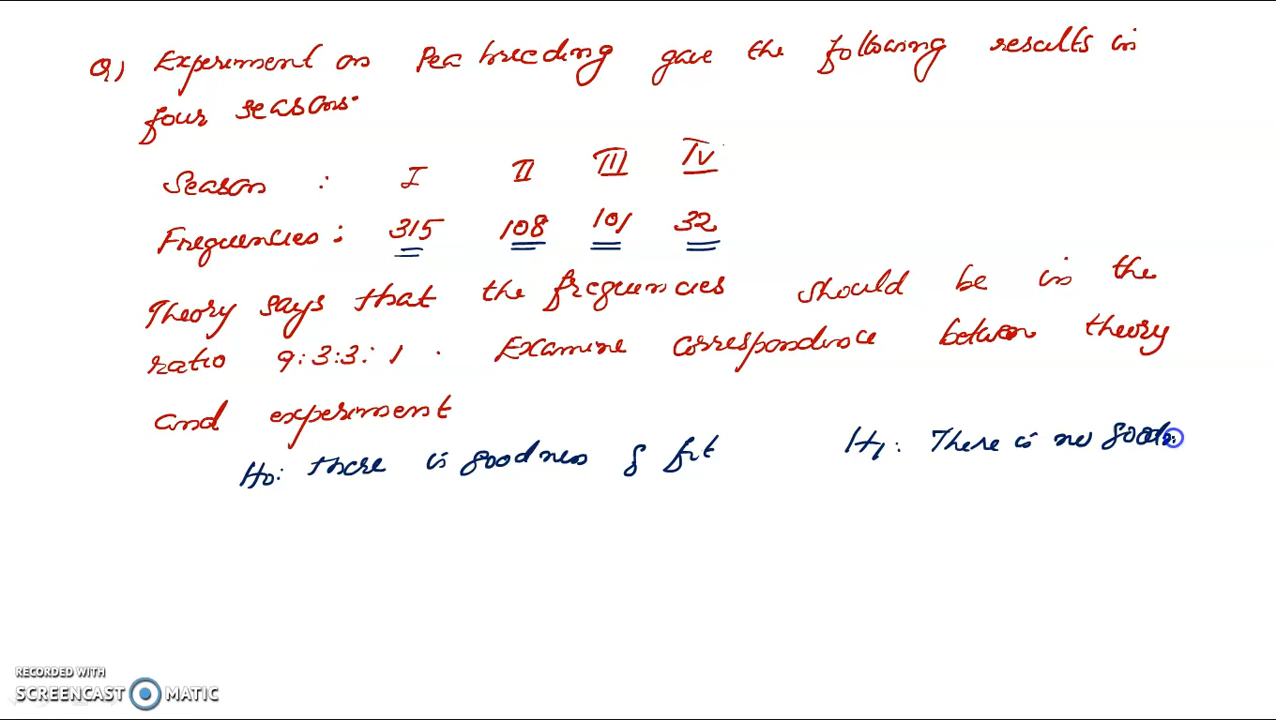 Q) Experiment on Pea breeding gave the following results in
four seasons.
Season : I II III IV
Frequencies : 315 108 101 32
Theory says that the frequencies should be in the
ratio 9:3:3:1. Examine correspondence between theory
and experiment
H0: there is goodness of fit H1: There is no goodn
RECORDED WITH
SCREENCAST MATIC